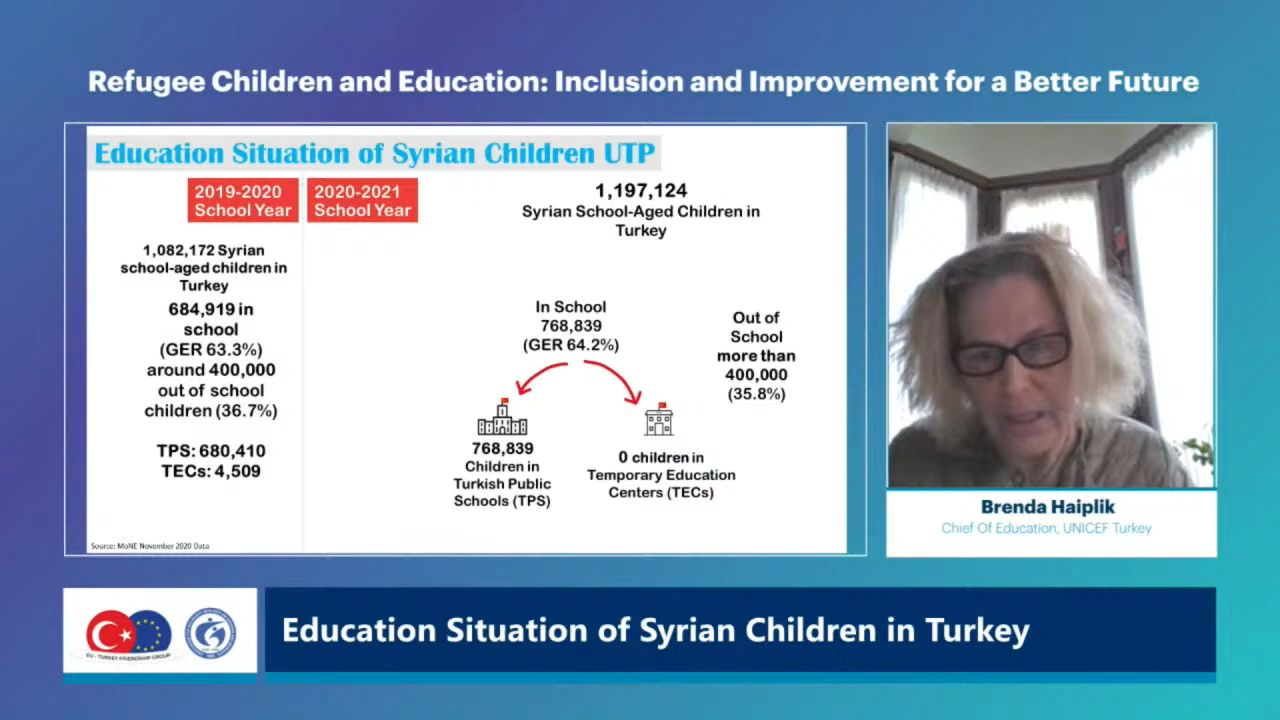 Refugee Children and Education: Inclusion and Improvement for a Better Future
Education Situation of Syrian Children UTP
2019-2020
School Year
2020-2021
School Year
1,082,172 Syrian
school-aged children in
Turkey
684,919 in
school
(GER 63.3%)
around 400,000
out of school
children (36.7%)
TPS: 680,410
TECs: 4,509
1,197,124
Syrian School-Aged Children in
Turkey
In School
768,839
(GER 64.2%)
Out of
School
more than
400,000
(35.8%)
768,839
Children in
Turkish Public
Schools (TPS)
0 children in
Temporary Education
Centers (TECs)
Source: MoNE November 2020 Data
Brenda Haiplik
Chief Of Education, UNICEF Turkey
EU - TURKEY FRIENDSHIP GROUP
Education Situation of Syrian Children in Turkey